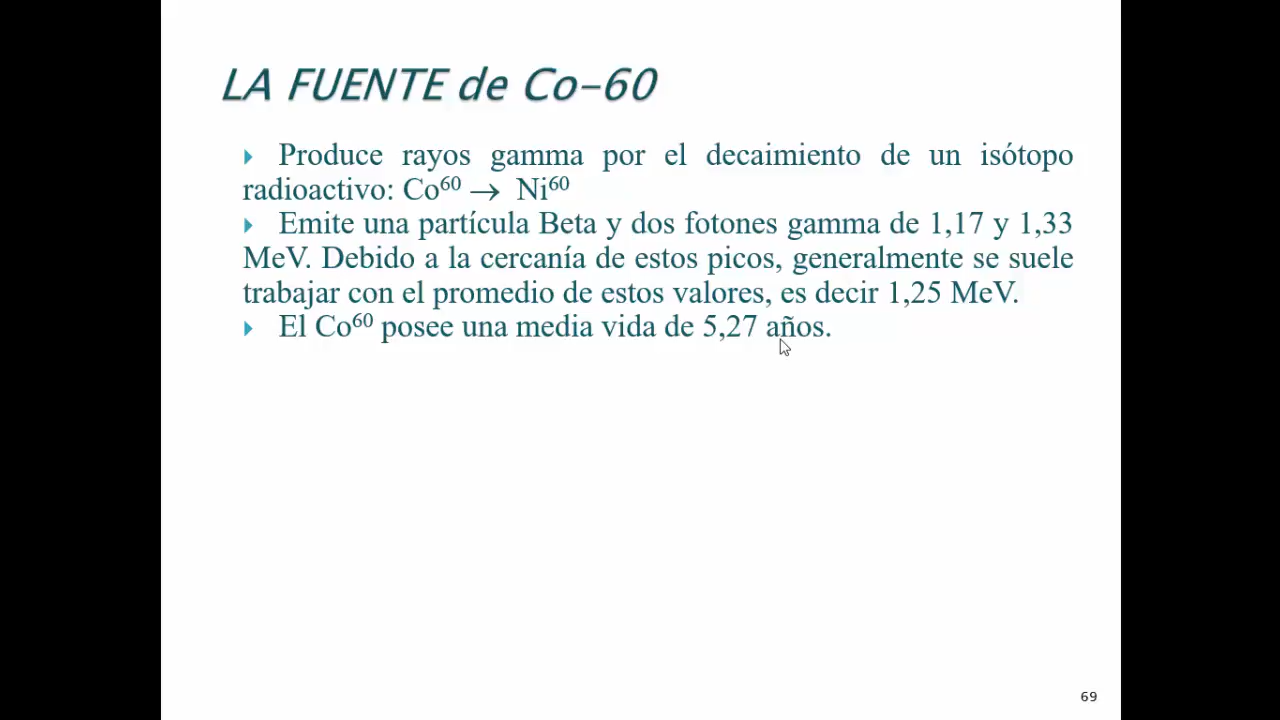 LA FUENTE de Co-60
Produce rayos gamma por el decaimiento de un isótopo
radioactivo: Co⁶⁰ → Ni⁶⁰
Emite una partícula Beta y dos fotones gamma de 1,17 y 1,33
MeV. Debido a la cercanía de estos picos, generalmente se suele
trabajar con el promedio de estos valores, es decir 1,25 MeV.
El Co⁶⁰ posee una media vida de 5,27 años.
69